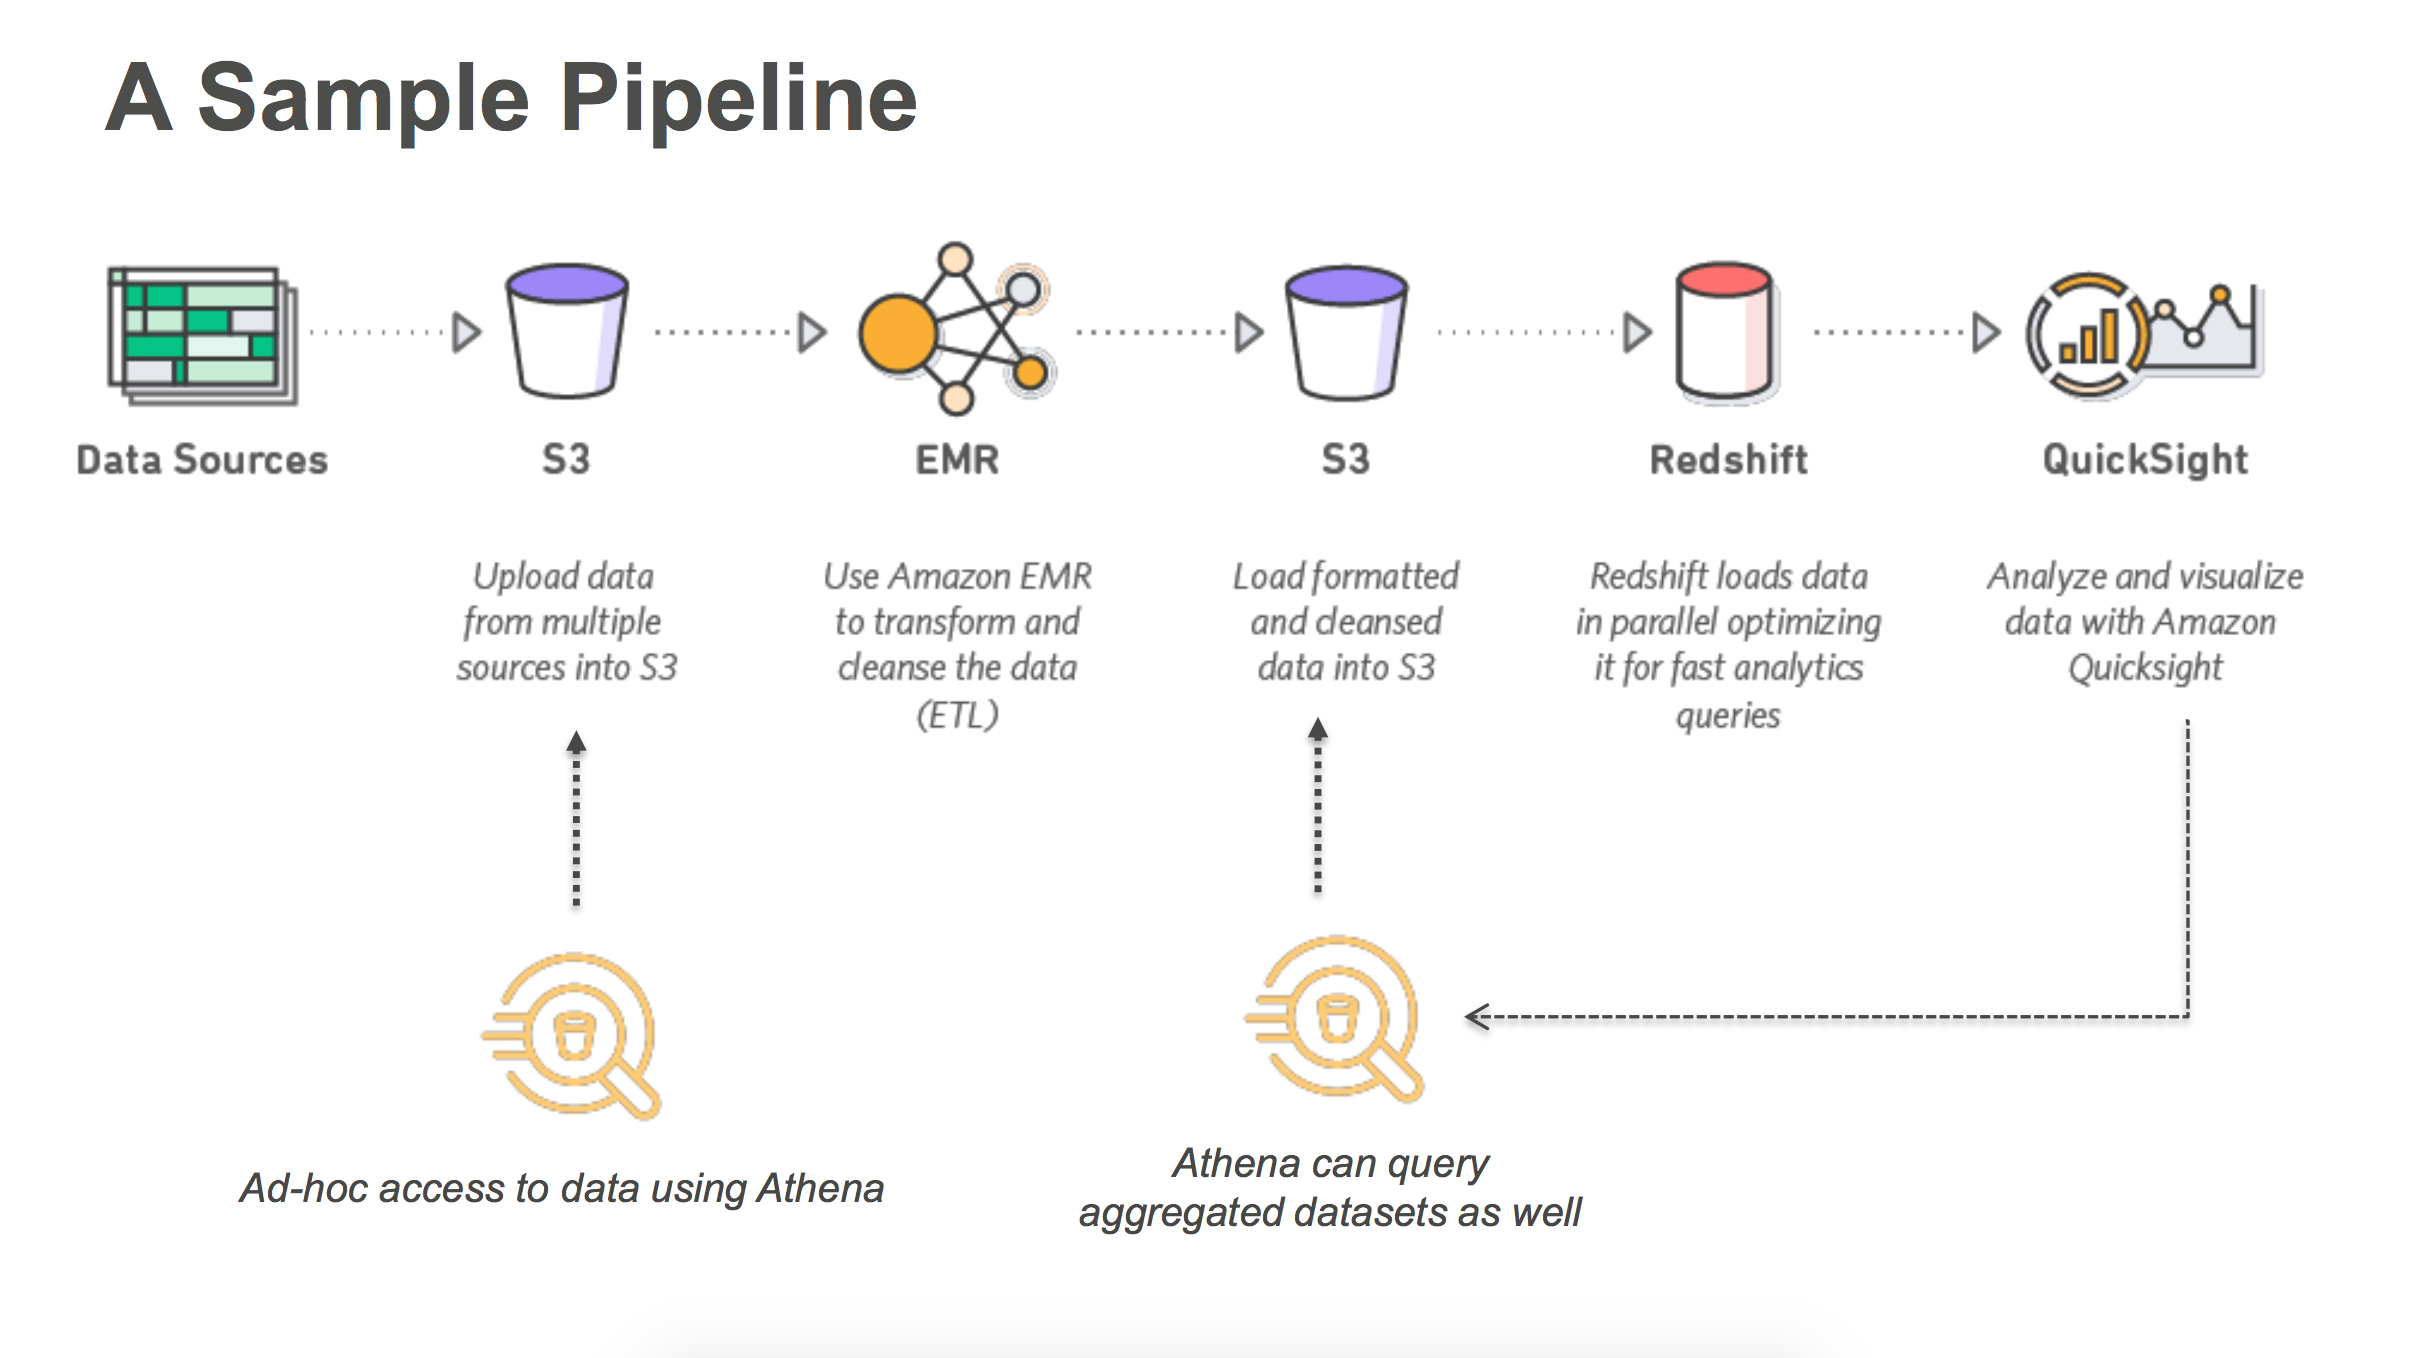 A Sample Pipeline
Data Sources
S3
EMR
S3
Redshift
QuickSight
Upload data
from multiple
sources into S3
Use Amazon EMR
to transform and
cleanse the data
(ETL)
Load formatted
and cleansed
data into S3
Redshift loads data
in parallel optimizing
it for fast analytics
queries
Analyze and visualize
data with Amazon
Quicksight
Ad-hoc access to data using Athena
Athena can query
aggregated datasets as well